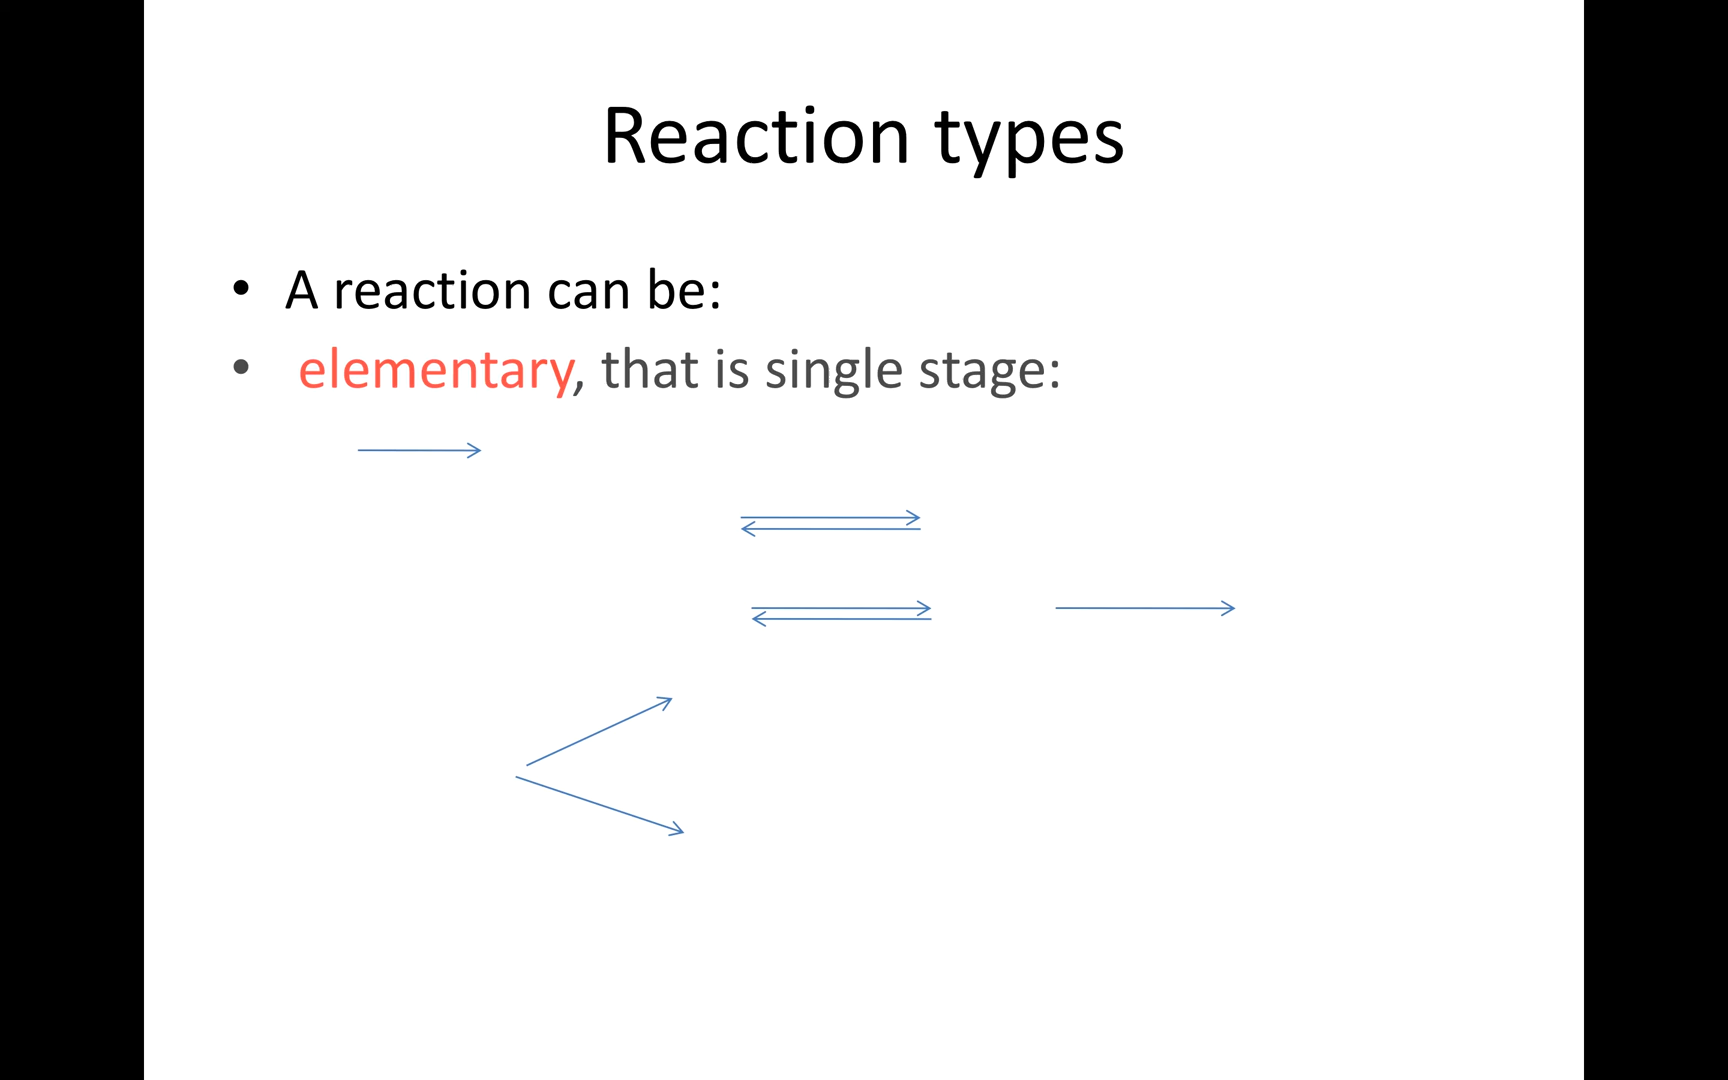 Reaction types
• A reaction can be:
• elementary, that is single stage: